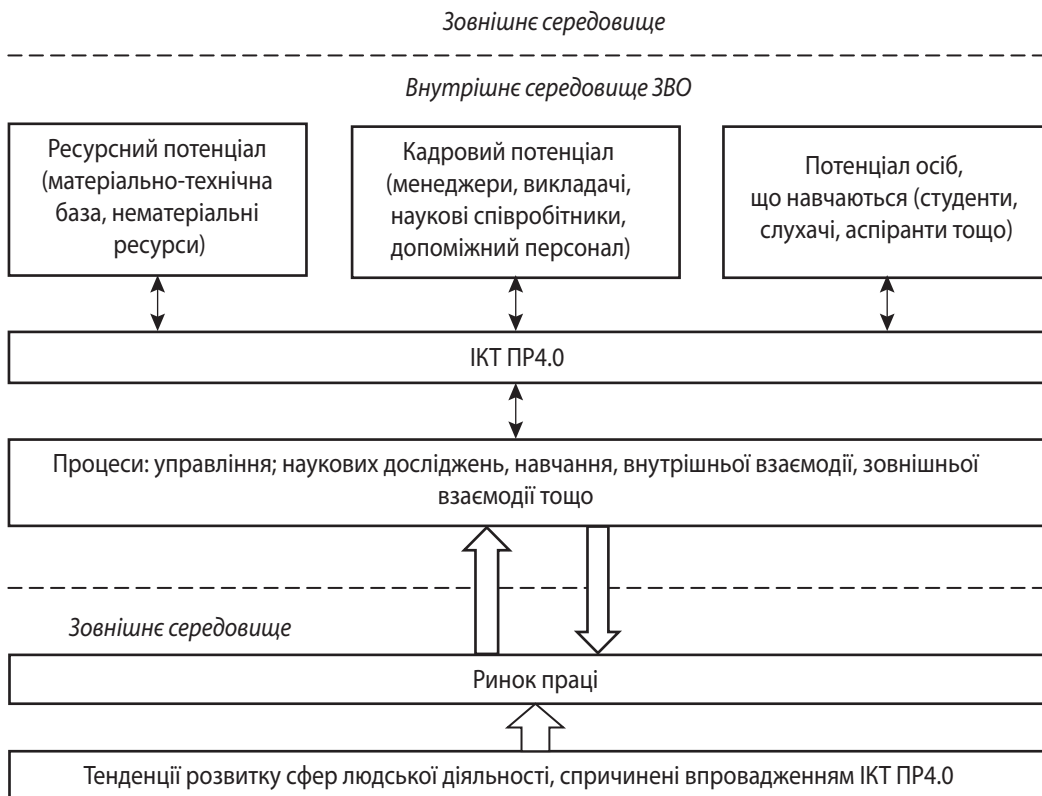 Зовнішнє середовище
Внутрішнє середовище ЗВО
Ресурсний потенціал
(матеріально-технічна
база, нематеріальні
ресурси)
Кадровий потенціал
(менеджери, викладачі,
наукові співробітники,
допоміжний персонал)
Потенціал осіб,
що навчаються (студенти,
слухачі, аспіранти тощо)
ІКТ ПР4.0
Процеси: управління; наукових досліджень, навчання, внутрішньої взаємодії, зовнішньої
взаємодії тощо
Зовнішнє середовище
Ринок праці
Тенденції розвитку сфер людської діяльності, спричинені впровадженням ІКТ ПР4.0